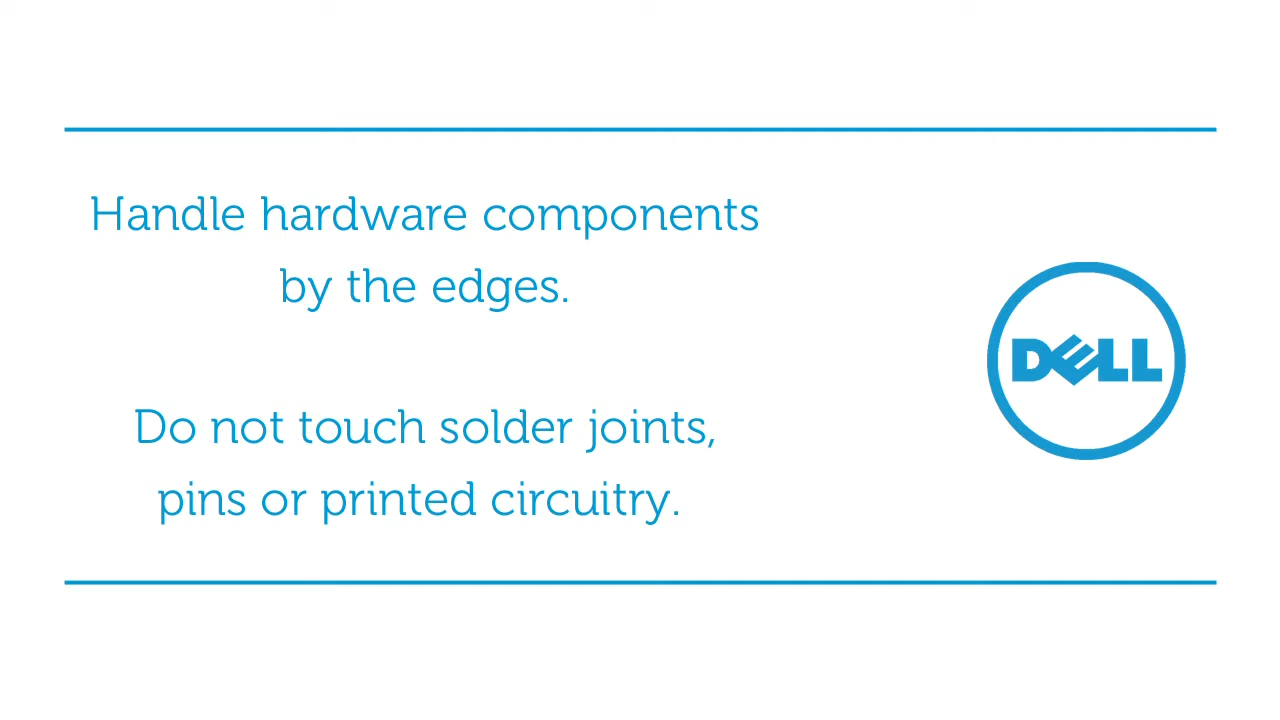 Handle hardware components
by the edges.
Do not touch solder joints,
pins or printed circuitry.
DELL